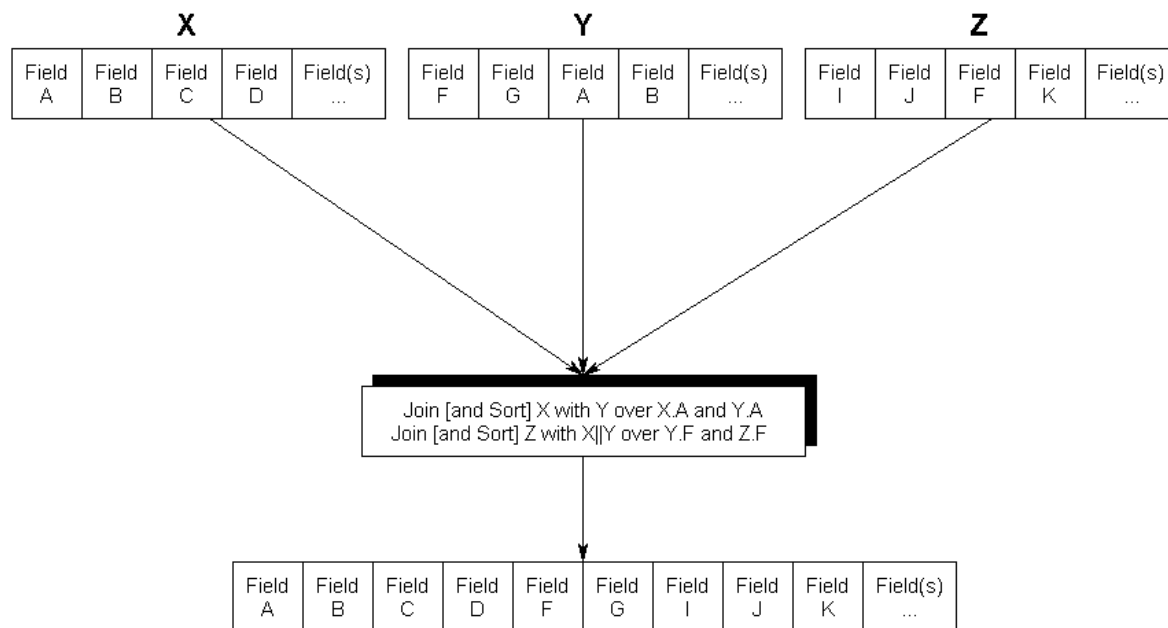 X Y Z
Field Field Field Field Field(s) Field Field Field Field Field(s) Field Field Field Field Field(s)
A B C D ... F G A B ... I J F K ...
Join [and Sort] X with Y over X.A and Y.A
Join [and Sort] Z with X||Y over Y.F and Z.F
Field Field Field Field Field Field Field Field Field Field(s)
A B C D F G I J K ...